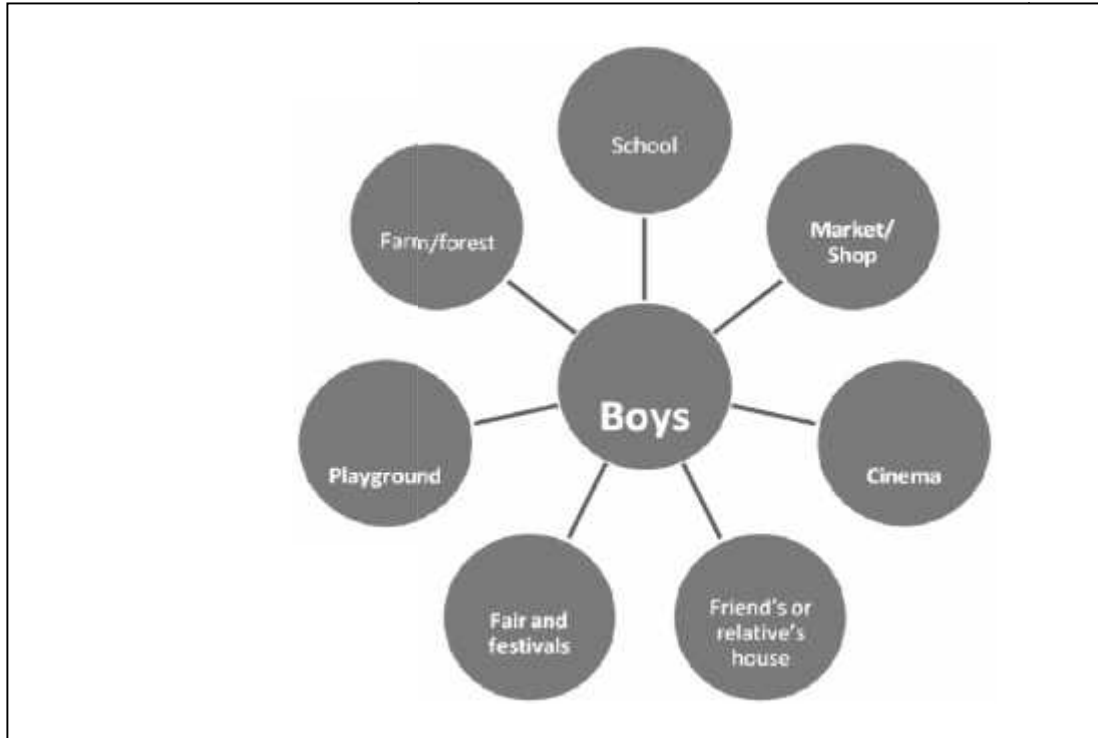 School
Market/
Shop
Farm/forest
Boys
Playground
Cinema
Fair and
festivals
Friend's or
relative's
house